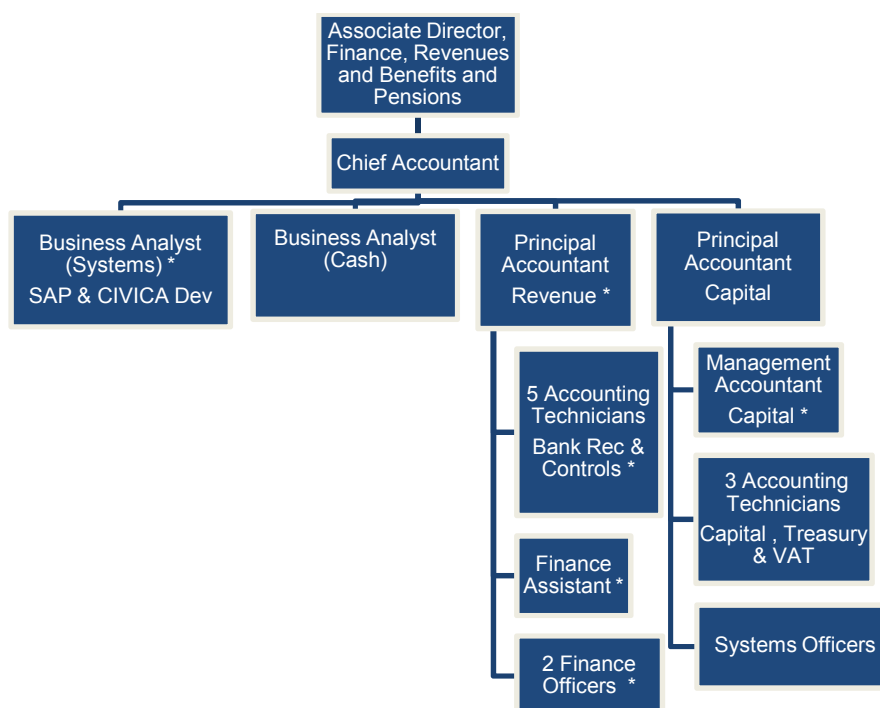 Associate Director,
Finance, Revenues
and Benefits and
Pensions
Chief Accountant
Business Analyst
(Systems) *
SAP & CIVICA Dev
Business Analyst
(Cash)
Principal
Accountant
Revenue *
Principal
Accountant
Capital
5 Accounting
Technicians
Bank Rec &
Controls *
Finance
Assistant *
2 Finance
Officers *
Management
Accountant
Capital *
3 Accounting
Technicians
Capital , Treasury
& VAT
Systems Officers